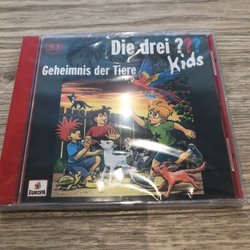 53
Die drei ???
Kids
Geheimnis der Tiere
EUROPA